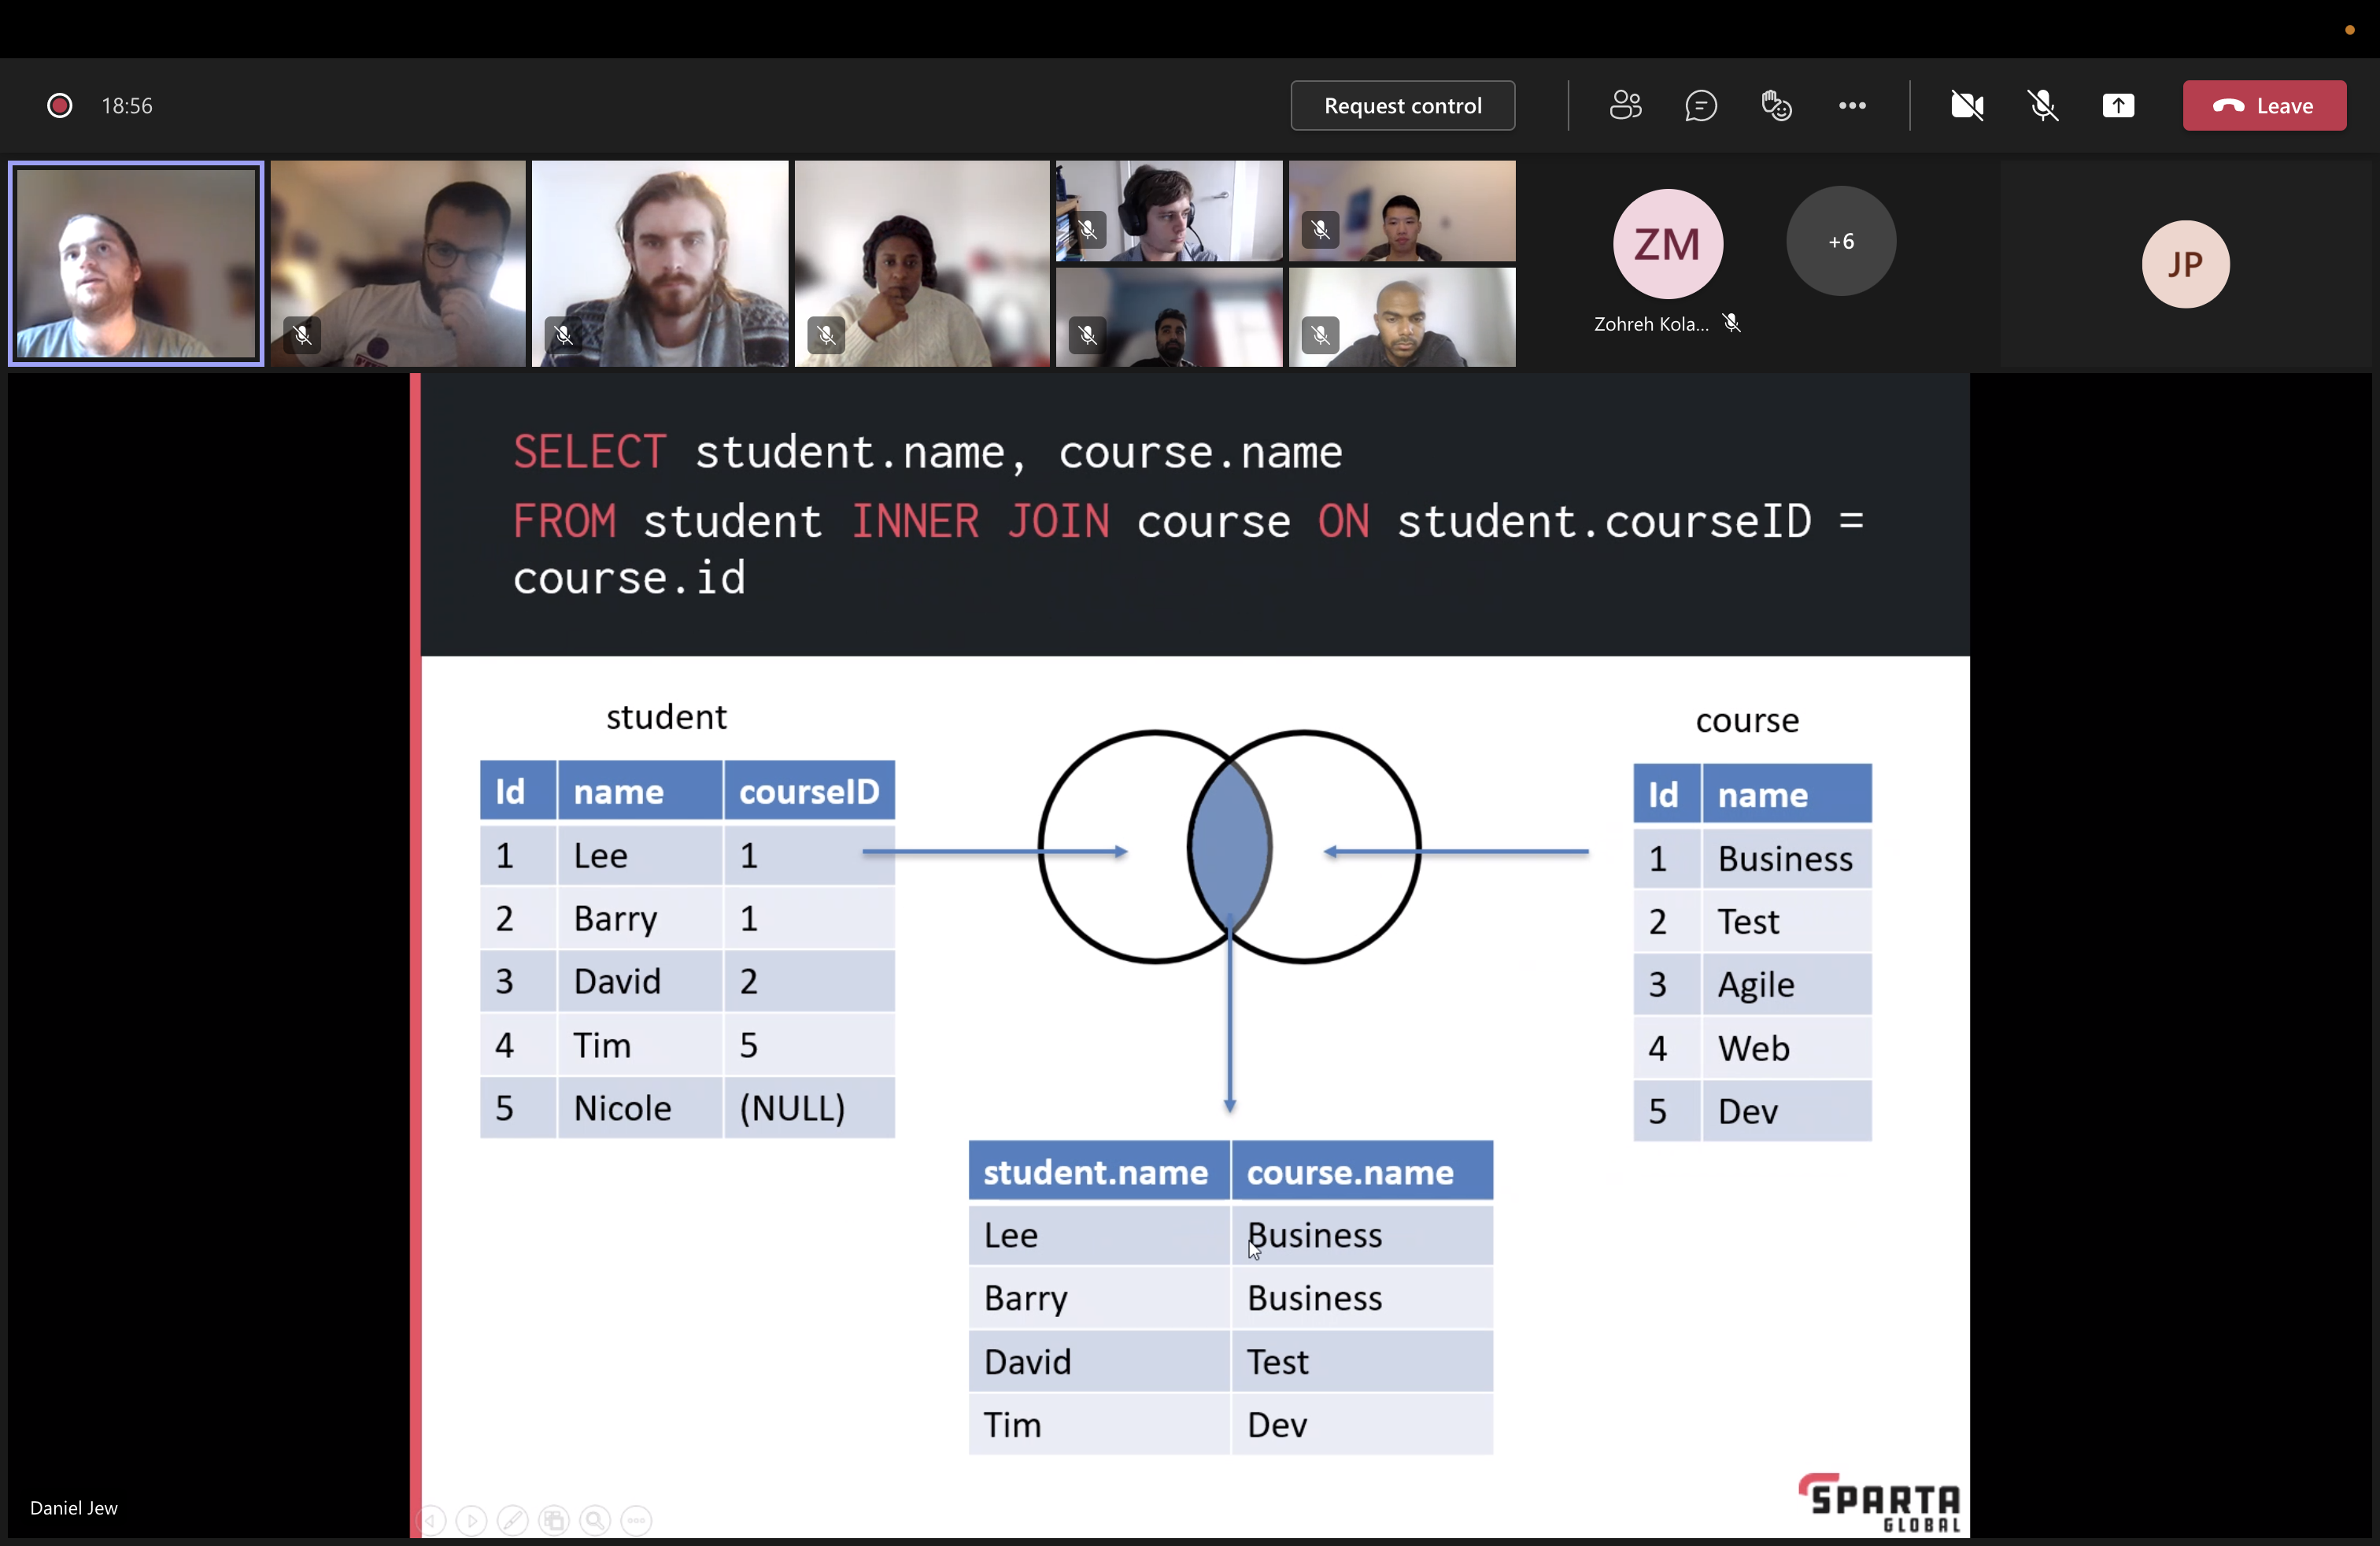 18:56
Request control
Leave
ZM
+6
JP
Zohreh Kola...
SELECT student.name, course.name
FROM student INNER JOIN course ON student.courseID =
course.id
student
course
Id name courseID
1 Lee 1
2 Barry 1
3 David 2
4 Tim 5
5 Nicole (NULL)
Id name
1 Business
2 Test
3 Agile
4 Web
5 Dev
student.name course.name
Lee Business
Barry Business
David Test
Tim Dev
Daniel Jew
SPARTA
GLOBAL